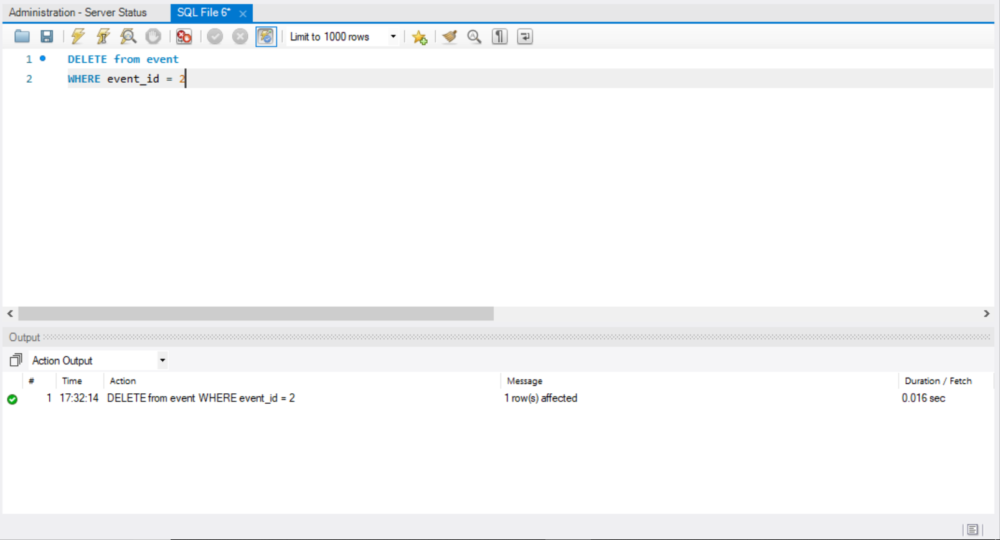 Administration - Server Status SQL File 6*
Limit to 1000 rows
1 DELETE from event
2 WHERE event_id = 2
Output
Action Output
# Time Action Message Duration / Fetch
1 17:32:14 DELETE from event WHERE event_id = 2 1 row(s) affected 0.016 sec